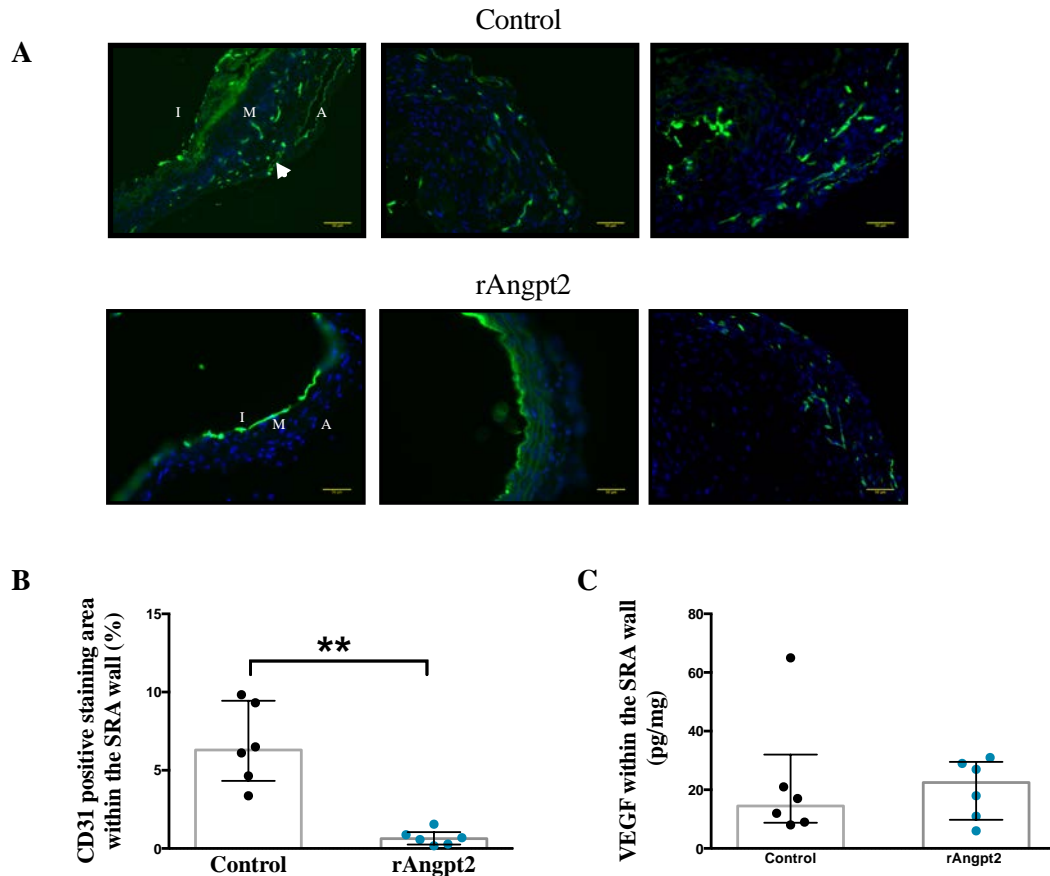 Control
A
I
M
A
rAngpt2
I
M
A
B
CD31 positive staining area
within the SRA wall (%)
15
10
5
0
**
Control
rAngpt2
C
VEGF within the SRA wall
(pg/mg)
80
60
40
20
0
Control
rAngpt2